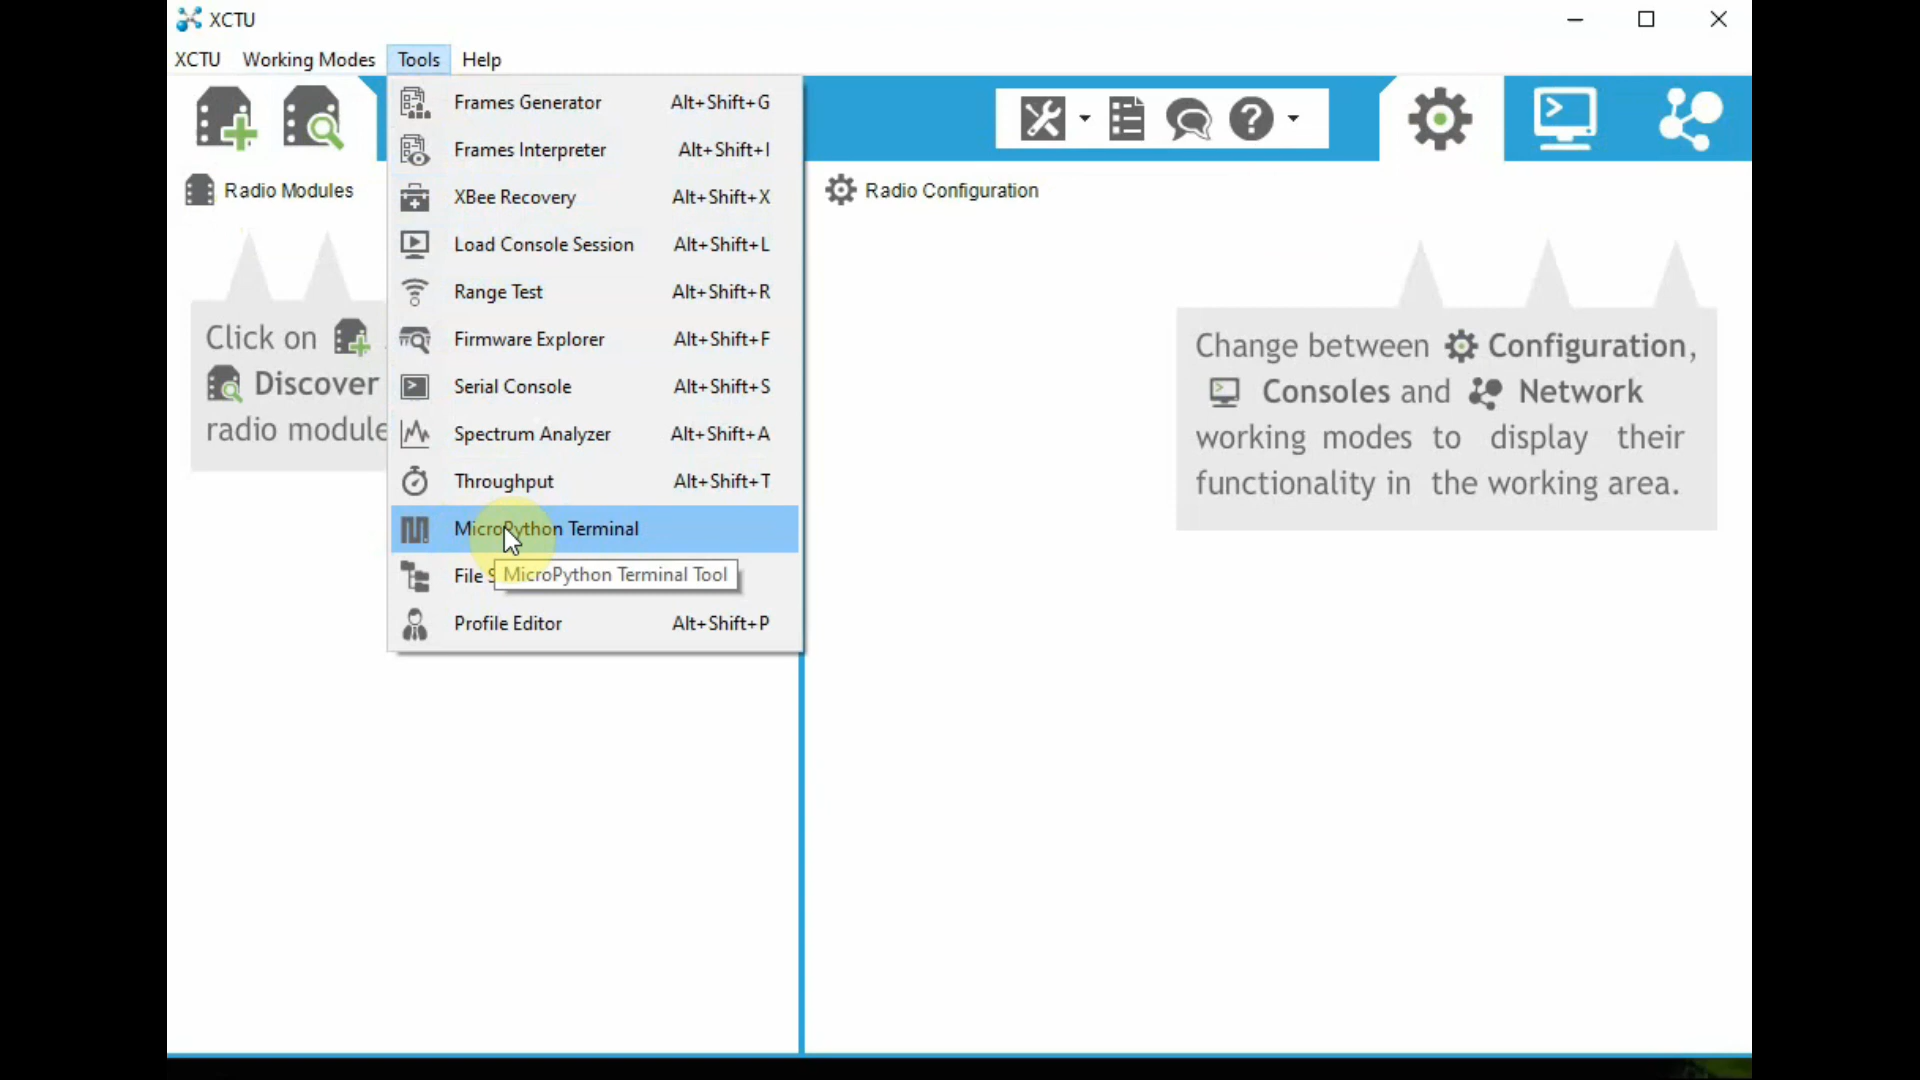 XCTU
XCTU Working Modes Tools Help
Frames Generator Alt+Shift+G
Frames Interpreter Alt+Shift+I
XBee Recovery Alt+Shift+X
Load Console Session Alt+Shift+L
Range Test Alt+Shift+R
Firmware Explorer Alt+Shift+F
Serial Console Alt+Shift+S
Spectrum Analyzer Alt+Shift+A
Throughput Alt+Shift+T
MicroPython Terminal
File
MicroPython Terminal Tool
Profile Editor Alt+Shift+P
Radio Modules
Click on
Discover
radio module
Radio Configuration
Change between Configuration,
Consoles and Network
working modes to display their
functionality in the working area.